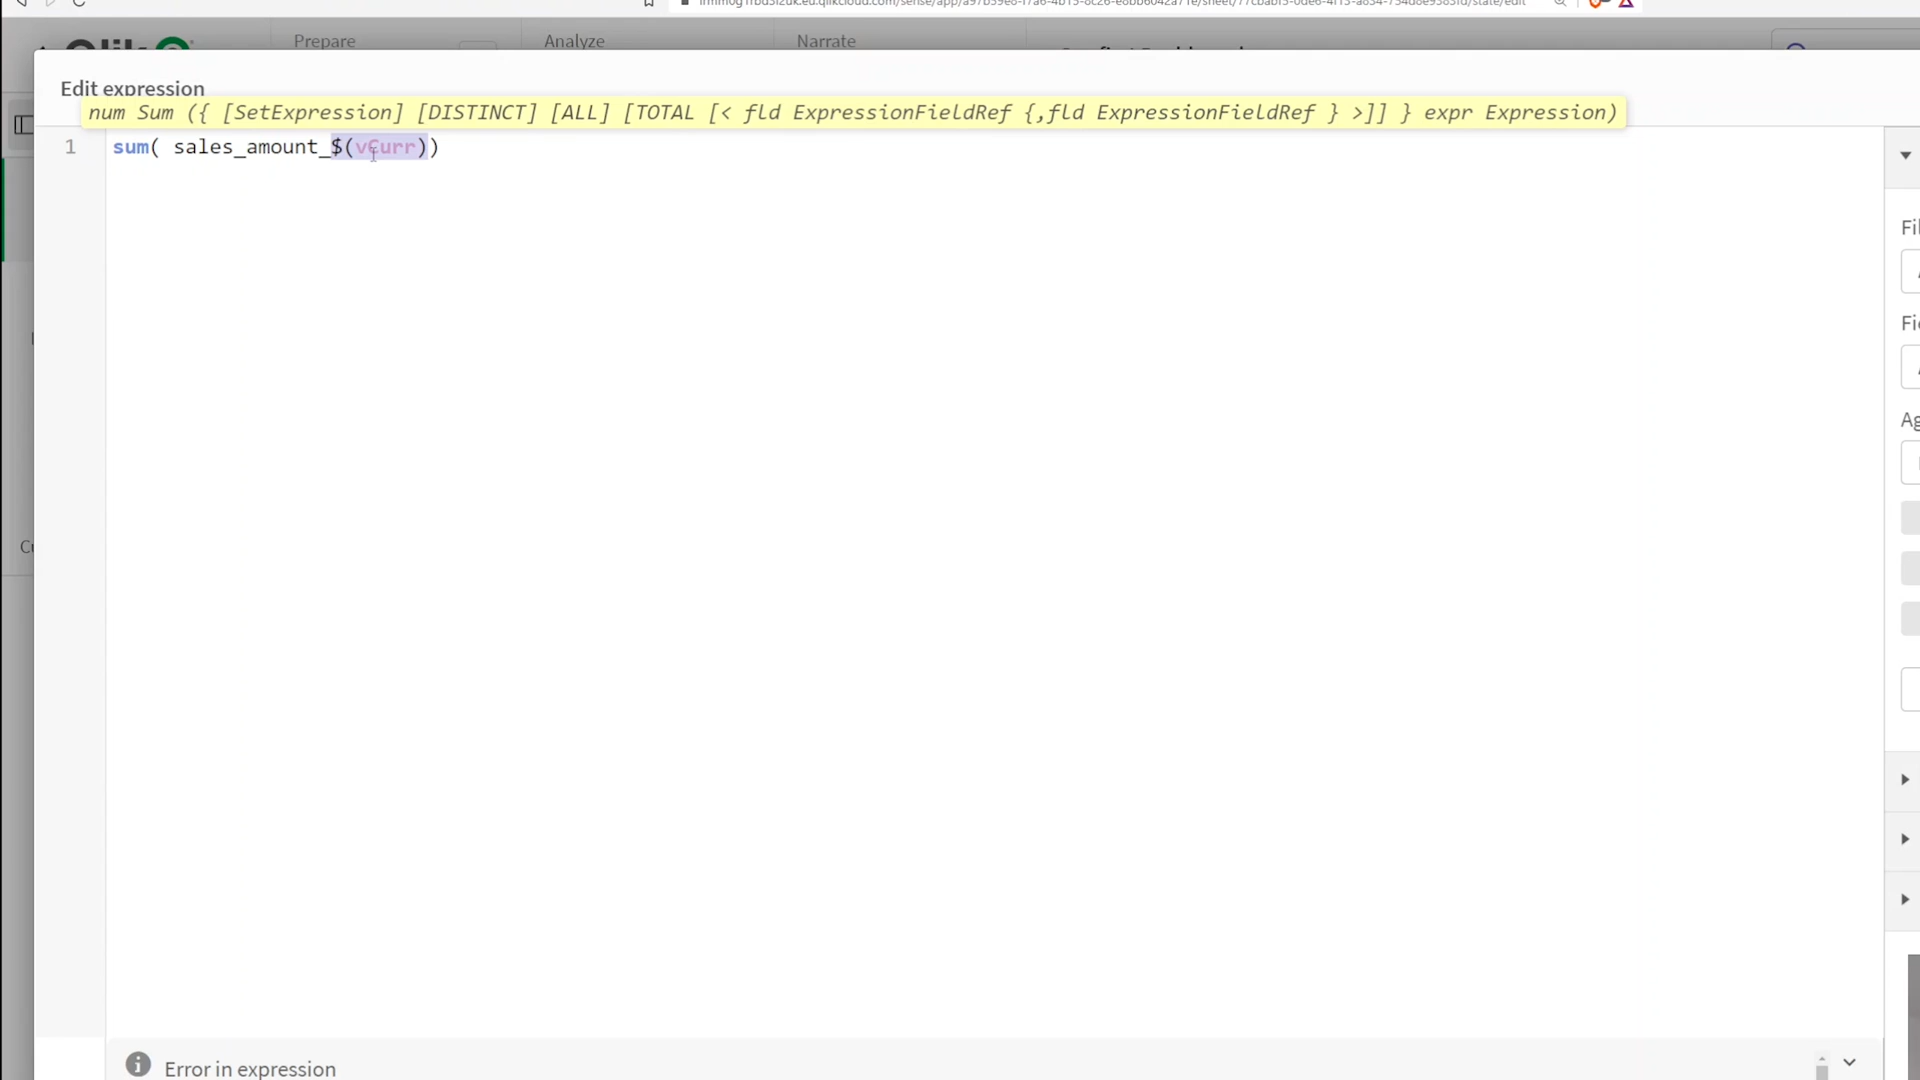 Prepare
Analyze
Narrate
Qlik
Edit expression
num Sum ({ [SetExpression] [DISTINCT] [ALL] [TOTAL [< fld ExpressionFieldRef {,fld ExpressionFieldRef } >]] } expr Expression)
1 sum( sales_amount_$(vCurr))
Error in expression